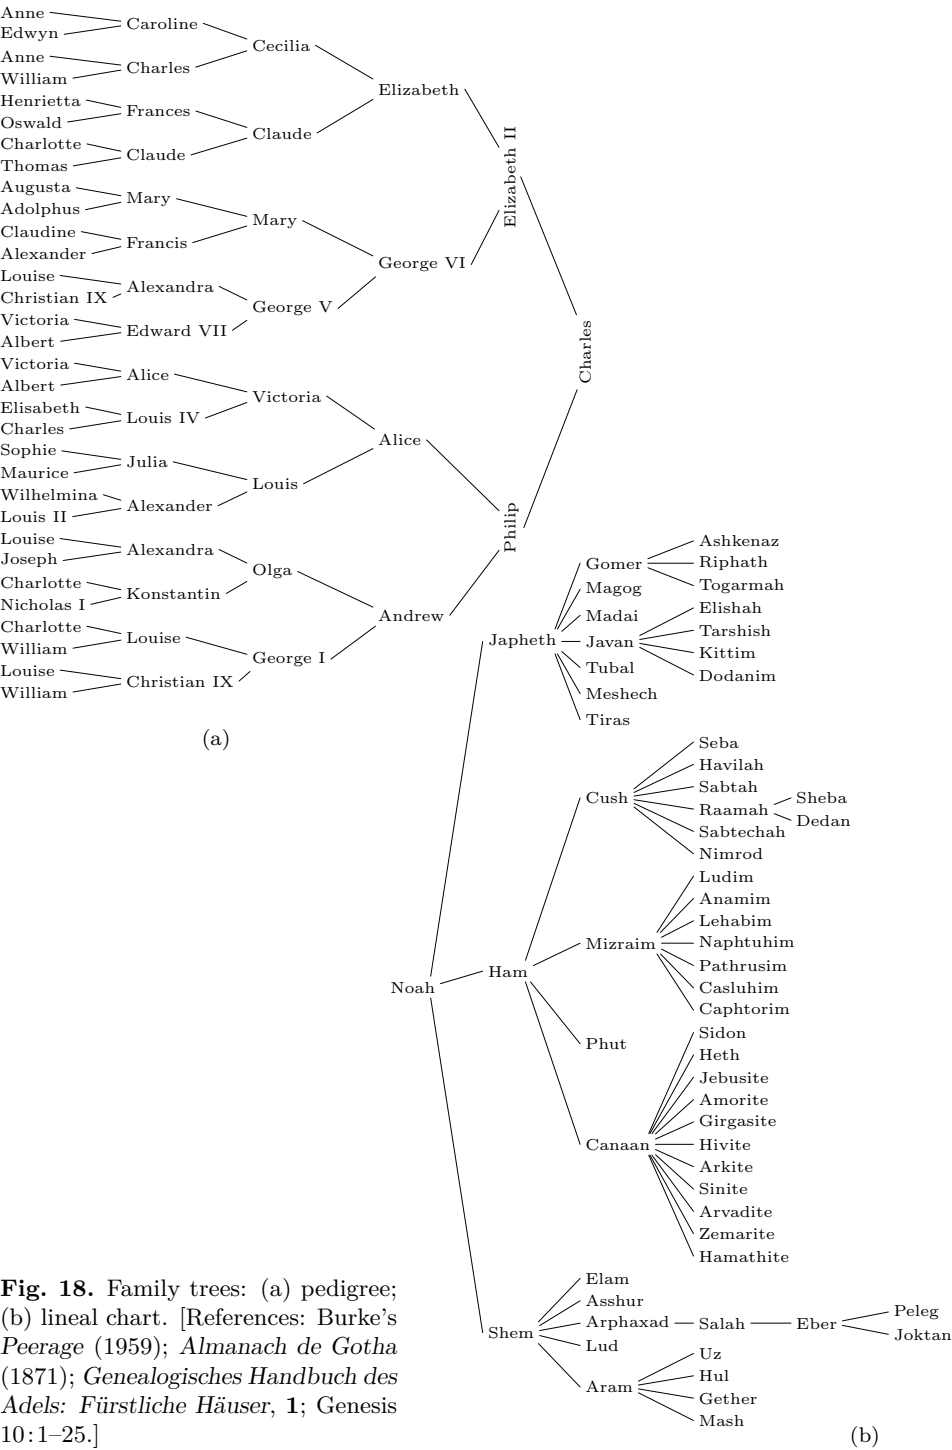 Anne
Edwyn
Caroline
Cecilia
Anne
William
Charles
Elizabeth
Henrietta
Oswald
Frances
Claude
Charlotte
Thomas
Claude
Elizabeth II
Augusta
Adolphus
Mary
Mary
Claudine
Alexander
Francis
George VI
Louise
Christian IX
Alexandra
George V
Victoria
Albert
Edward VII
Charles
Victoria
Albert
Alice
Victoria
Elisabeth
Charles
Louis IV
Alice
Sophie
Maurice
Julia
Louis
Wilhelmina
Louis II
Alexander
Philip
Louise
Joseph
Alexandra
Olga
Charlotte
Nicholas I
Konstantin
Andrew
Charlotte
William
Louise
George I
Louise
William
Christian IX
(a)
Noah
Japheth
Gomer
Ashkenaz
Riphath
Togarmah
Magog
Madai
Javan
Elishah
Tarshish
Kittim
Dodanim
Tubal
Meshech
Tiras
Ham
Cush
Seba
Havilah
Sabtah
Raamah
Sheba
Dedan
Sabtechah
Nimrod
Mizraim
Ludim
Anamim
Lehabim
Naphtuhim
Pathrusim
Casluhim
Caphtorim
Phut
Canaan
Sidon
Heth
Jebusite
Amorite
Girgasite
Hivite
Arkite
Sinite
Arvadite
Zemarite
Hamathite
Shem
Elam
Asshur
Arphaxad
Salah
Eber
Peleg
Joktan
Lud
Aram
Uz
Hul
Gether
Mash
(b)
Fig. 18. Family trees: (a) pedigree;
(b) lineal chart. [References: Burke's
Peerage (1959); Almanach de Gotha
(1871); Genealogisches Handbuch des
Adels: Fürstliche Häuser, 1; Genesis
10:1–25.]